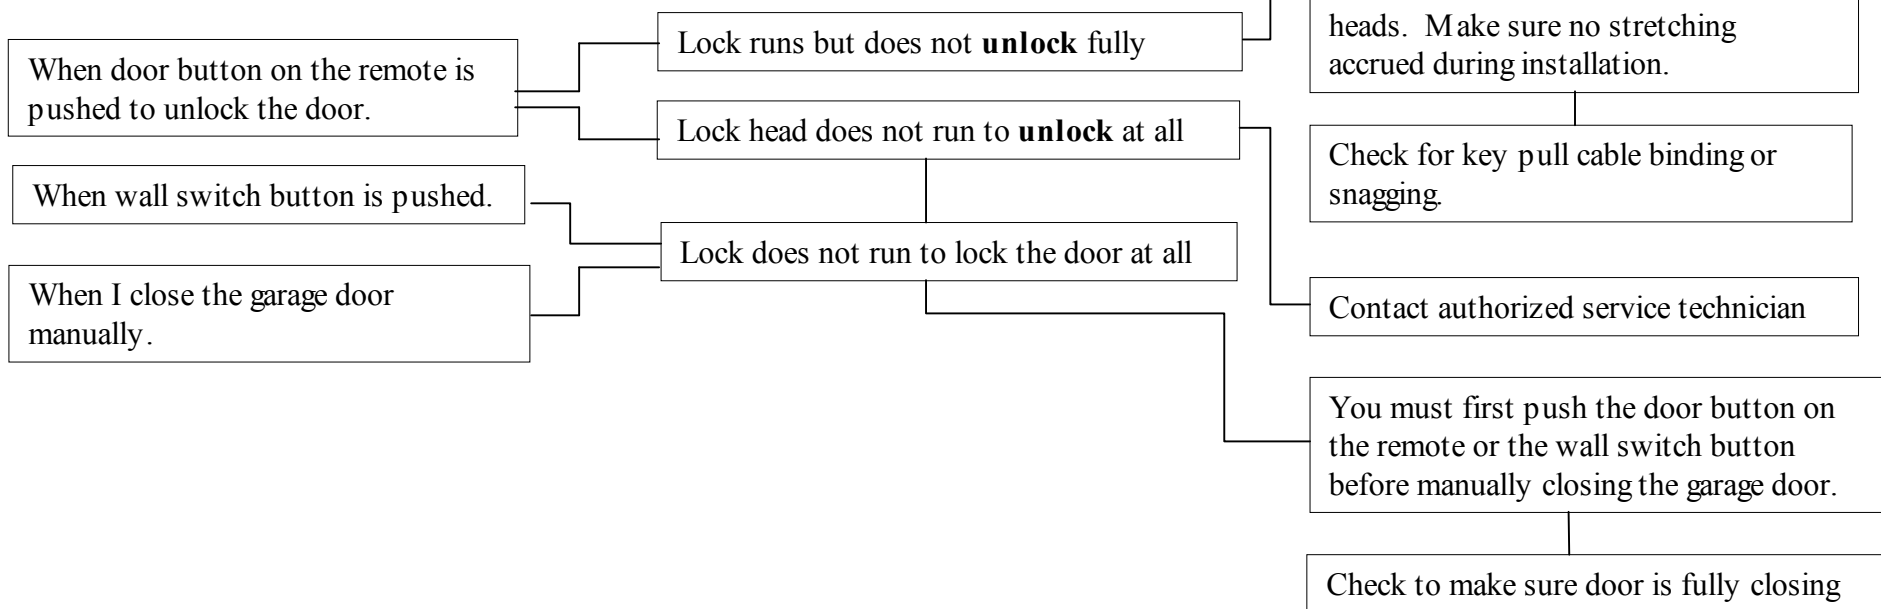 When door button on the remote is
pushed to unlock the door.
When wall switch button is pushed.
When I close the garage door
manually.
Lock runs but does not unlock fully
Lock head does not run to unlock at all
Lock does not run to lock the door at all
heads. Make sure no stretching
accrued during installation.
Check for key pull cable binding or
snagging.
Contact authorized service technician
You must first push the door button on
the remote or the wall switch button
before manually closing the garage door.
Check to make sure door is fully closing